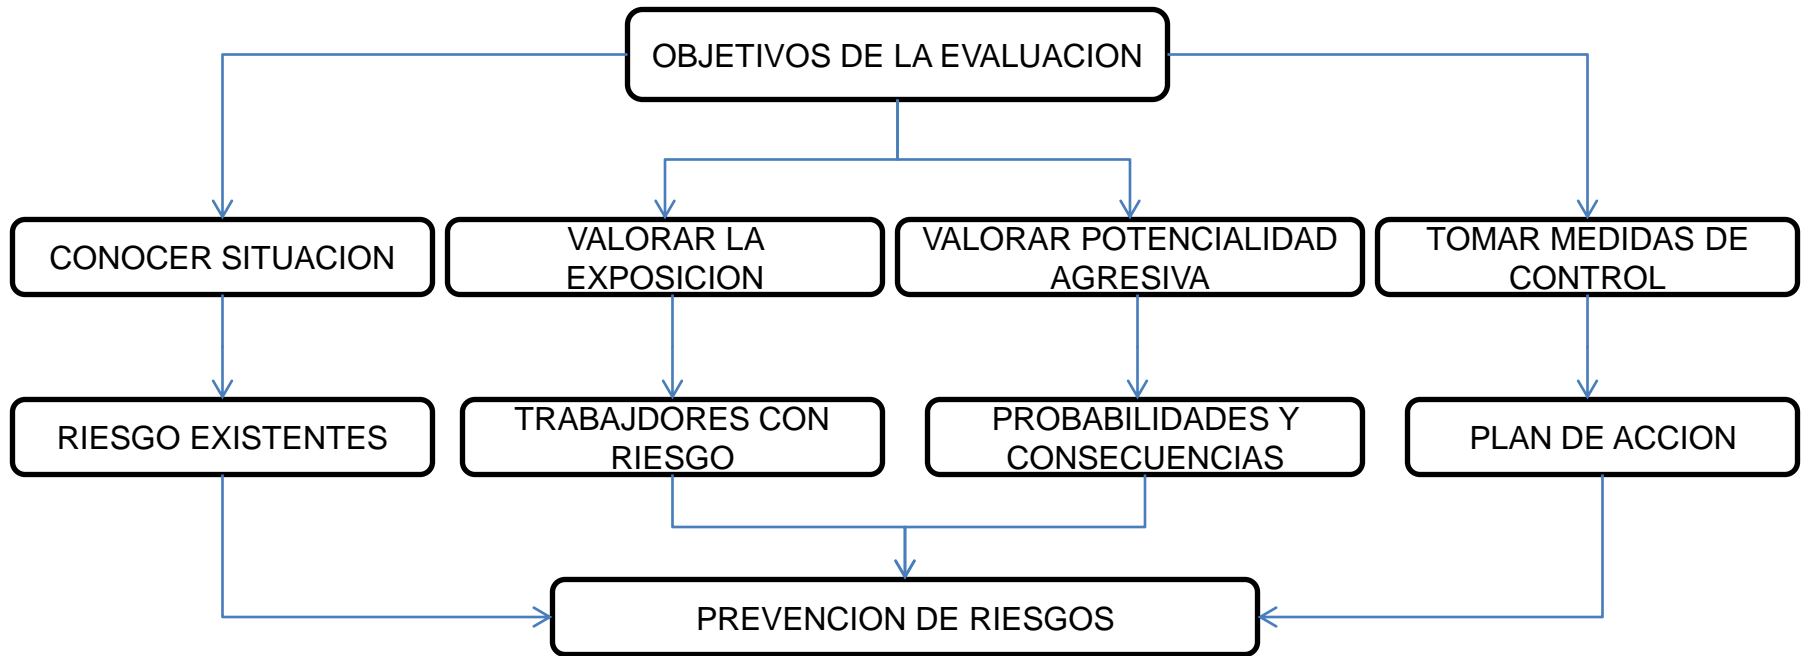 OBJETIVOS DE LA EVALUACION
CONOCER SITUACION
VALORAR LA
EXPOSICION
VALORAR POTENCIALIDAD
AGRESIVA
TOMAR MEDIDAS DE
CONTROL
RIESGO EXISTENTES
TRABAJDORES CON
RIESGO
PROBABILIDADES Y
CONSECUENCIAS
PLAN DE ACCION
PREVENCION DE RIESGOS